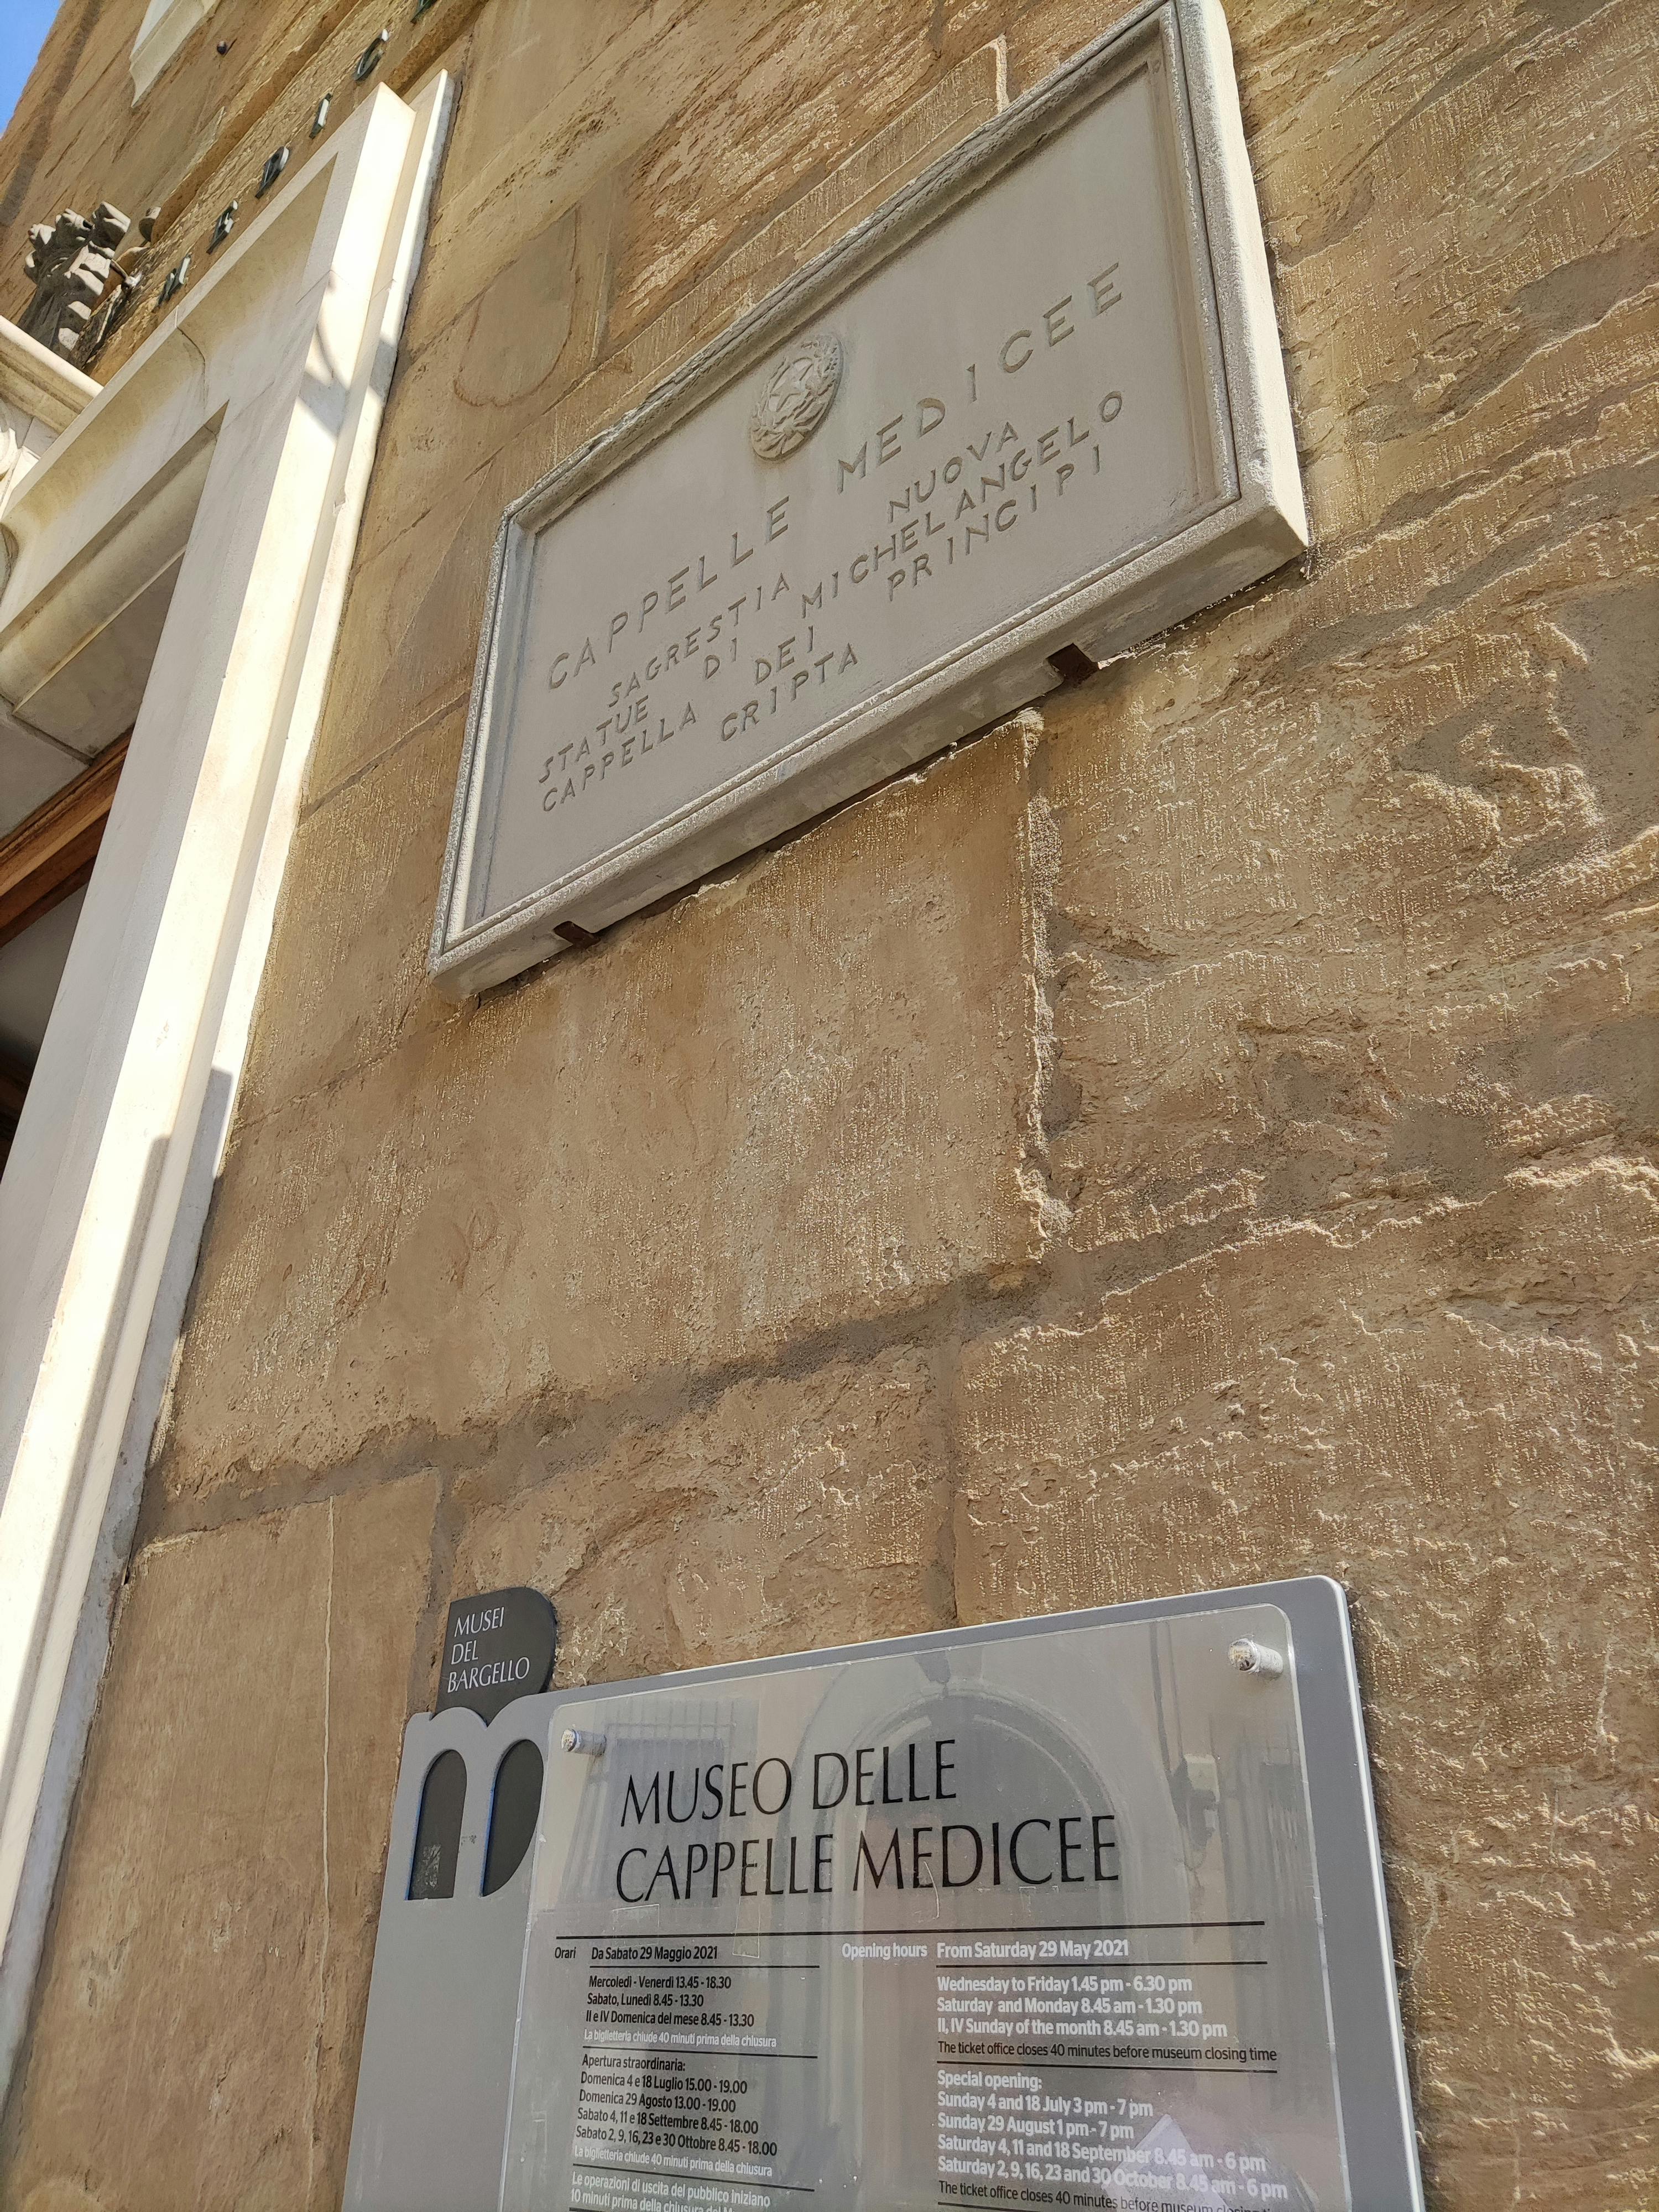 MEDICE
CAPPELLE MEDICEE
SAGRESTIA NUOVA
STATUE DI MICHELANGELO
CAPPELLA DEI PRINCIPI
CRIPTA
MUSEI
DEL
BARGELLO
MUSEO DELLE
CAPPELLE MEDICEE
Orari Da Sabato 29 Maggio 2021
Mercoledì - Venerdì 13.45 - 18.30
Sabato, Lunedì 8.45 - 13.30
II e IV Domenica del mese 8.45 - 13.30
La biglietteria chiude 40 minuti prima della chiusura
Apertura straordinaria:
Domenica 4 e 18 Luglio 15.00 - 19.00
Domenica 29 Agosto 13.00 - 19.00
Sabato 4, 11 e 18 Settembre 8.45 - 18.00
Sabato 2, 9, 16, 23 e 30 Ottobre 8.45 - 18.00
La biglietteria chiude 40 minuti prima della chiusura
Le operazioni di uscita del pubblico iniziano
10 minuti prima della chiusura del
Opening hours From Saturday 29 May 2021
Wednesday to Friday 1.45 pm - 6.30 pm
Saturday and Monday 8.45 am - 1.30 pm
II, IV Sunday of the month 8.45 am - 1.30 pm
The ticket office closes 40 minutes before museum closing time
Special opening:
Sunday 4 and 18 July 3 pm - 7 pm
Sunday 29 August 1 pm - 7 pm
Saturday 4, 11 and 18 September 8.45 am - 6 pm
Saturday 2, 9, 16, 23 and 30 October 8.45 am - 6 pm
The ticket office closes 40 minutes before museum closing